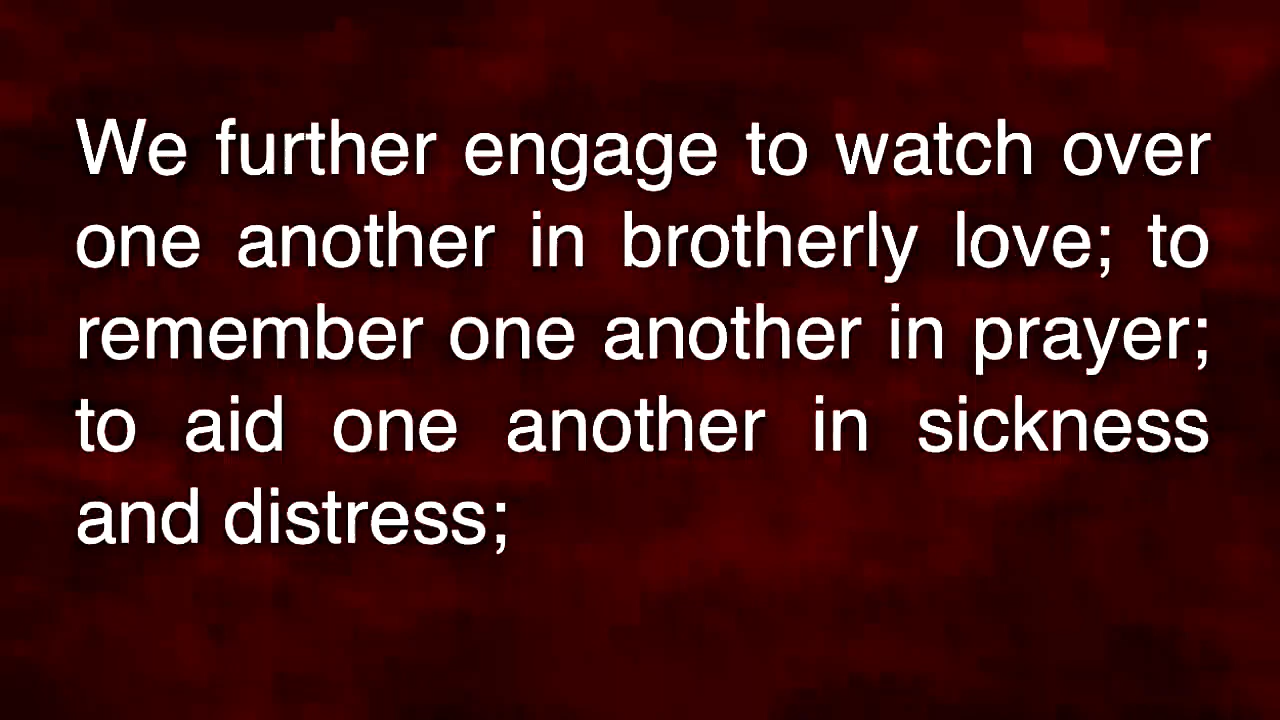 We further engage to watch over
one another in brotherly love; to
remember one another in prayer;
to aid one another in sickness
and distress;